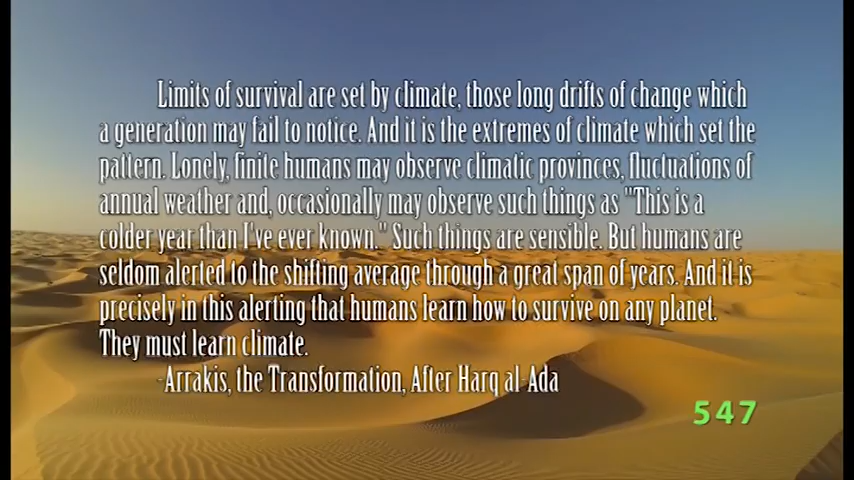 Limits of survival are set by climate, those long drifts of change which
a generation may fail to notice. And it is the extremes of climate which set the
pattern. Lonely, finite humans may observe climatic provinces, fluctuations of
annual weather and, occasionally may observe such things as "This is a
colder year than I've ever known." Such things are sensible. But humans are
seldom alerted to the shifting average through a great span of years. And it is
precisely in this alerting that humans learn how to survive on any planet.
They must learn climate.
-Arrakis, the Transformation, After Harq al-Ada
547